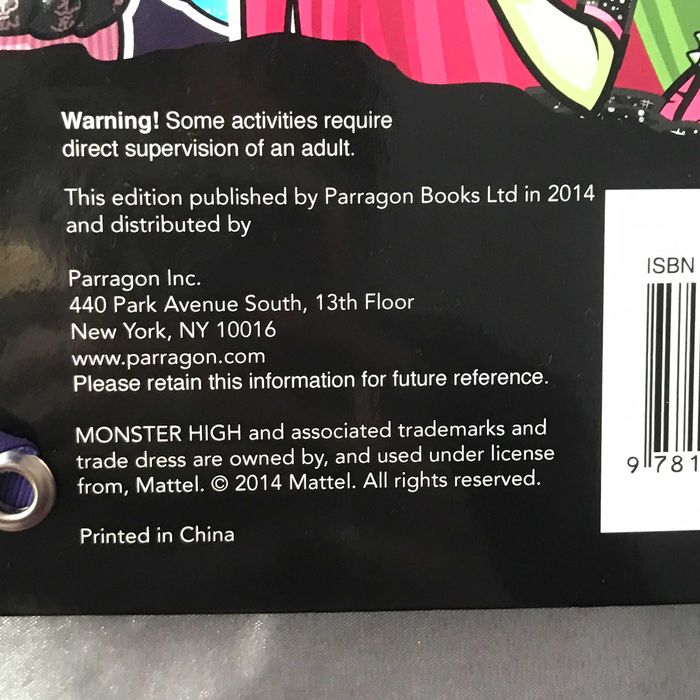 Warning! Some activities require
direct supervision of an adult.
This edition published by Parragon Books Ltd in 2014
and distributed by
Parragon Inc.
440 Park Avenue South, 13th Floor
New York, NY 10016
www.parragon.com
Please retain this information for future reference.
MONSTER HIGH and associated trademarks and
trade dress are owned by, and used under license
from, Mattel. © 2014 Mattel. All rights reserved.
Printed in China
ISBN
9 781